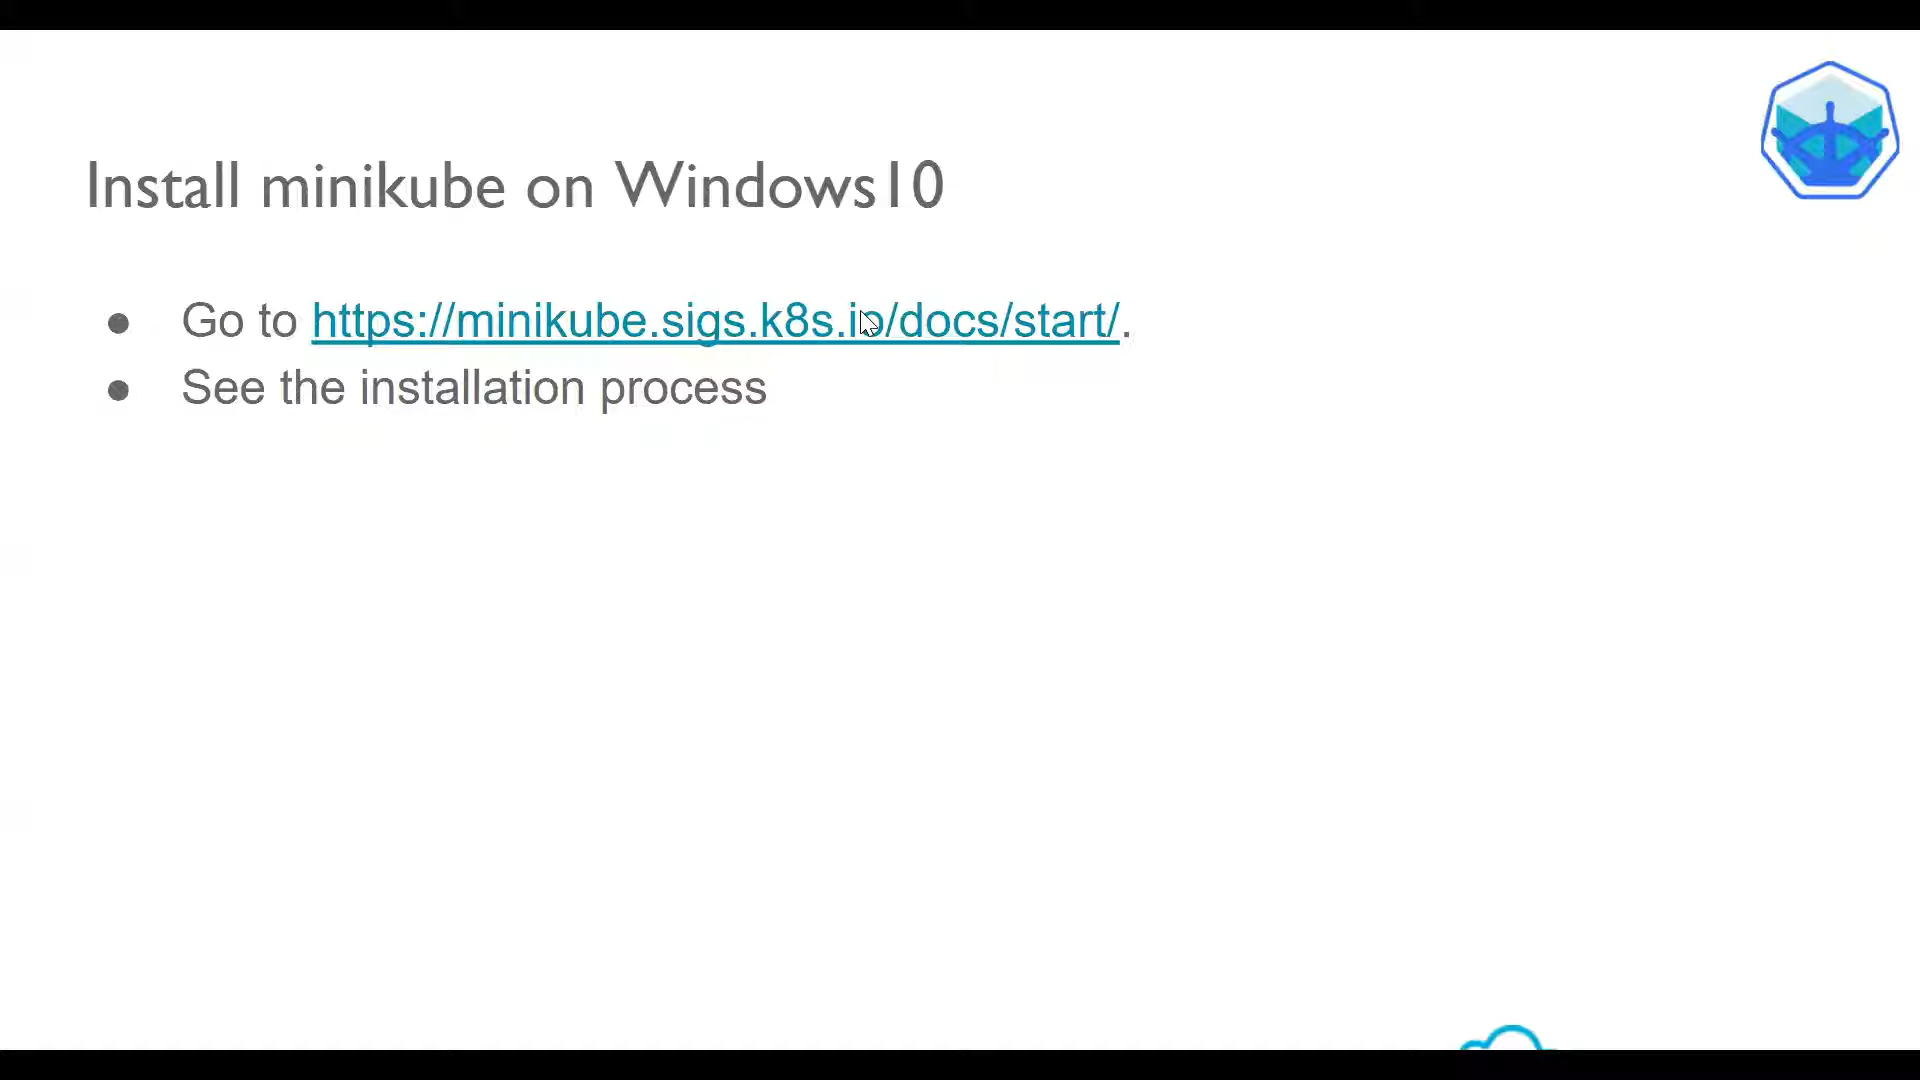 Install minikube on Windows10
● Go to https://minikube.sigs.k8s.io/docs/start/.
● See the installation process